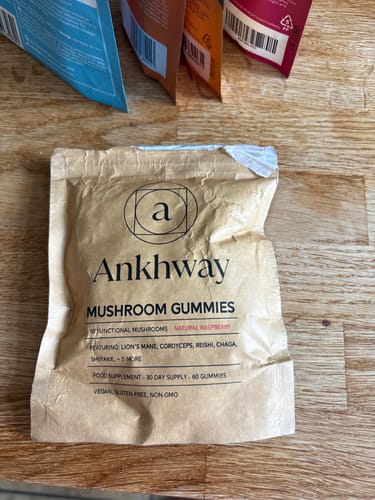 a
Ankhway
MUSHROOM GUMMIES
10 FUNCTIONAL MUSHROOMS - NATURAL RASPBERRY
FEATURING: LION'S MANE, CORDYCEPS, REISHI, CHAGA,
SHIITAKE, + 5 MORE
FOOD SUPPLEMENT - 30 DAY SUPPLY - 60 GUMMIES
VEGAN, GLUTEN-FREE, NON-GMO